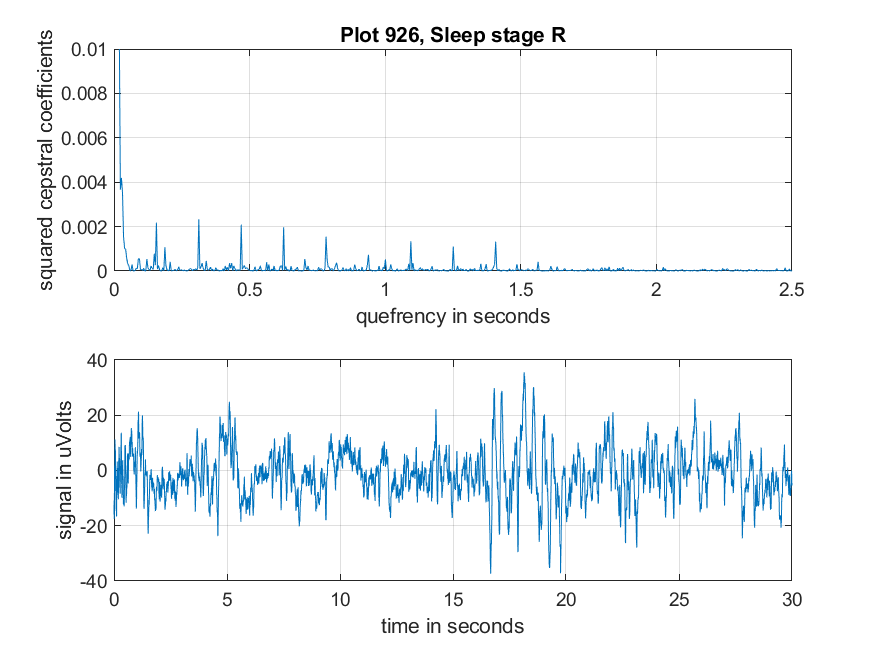 Plot 926, Sleep stage R
squared cepstral coefficients
0.01
0.008
0.006
0.004
0.002
0
0 0.5 1 1.5 2 2.5
quefrency in seconds
signal in uVolts
40
20
0
-20
-40
0 5 10 15 20 25 30
time in seconds